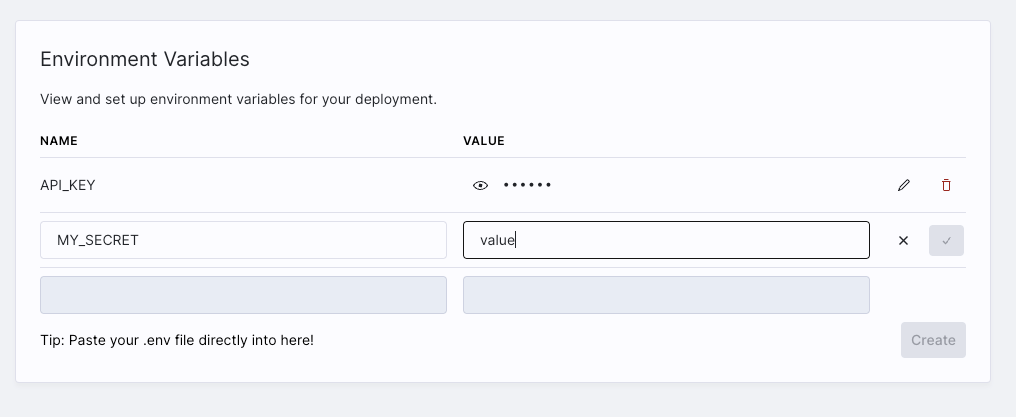 Environment Variables
View and set up environment variables for your deployment.
NAME VALUE
API_KEY ••••••
MY_SECRET value
Tip: Paste your .env file directly into here!
Create